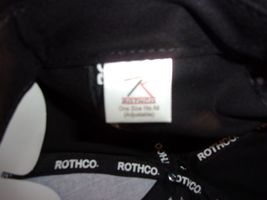 ROTHCO
One Size Fits All
(Adjustable)
ROTHCO.
ROTHCO.
ROTHCO.